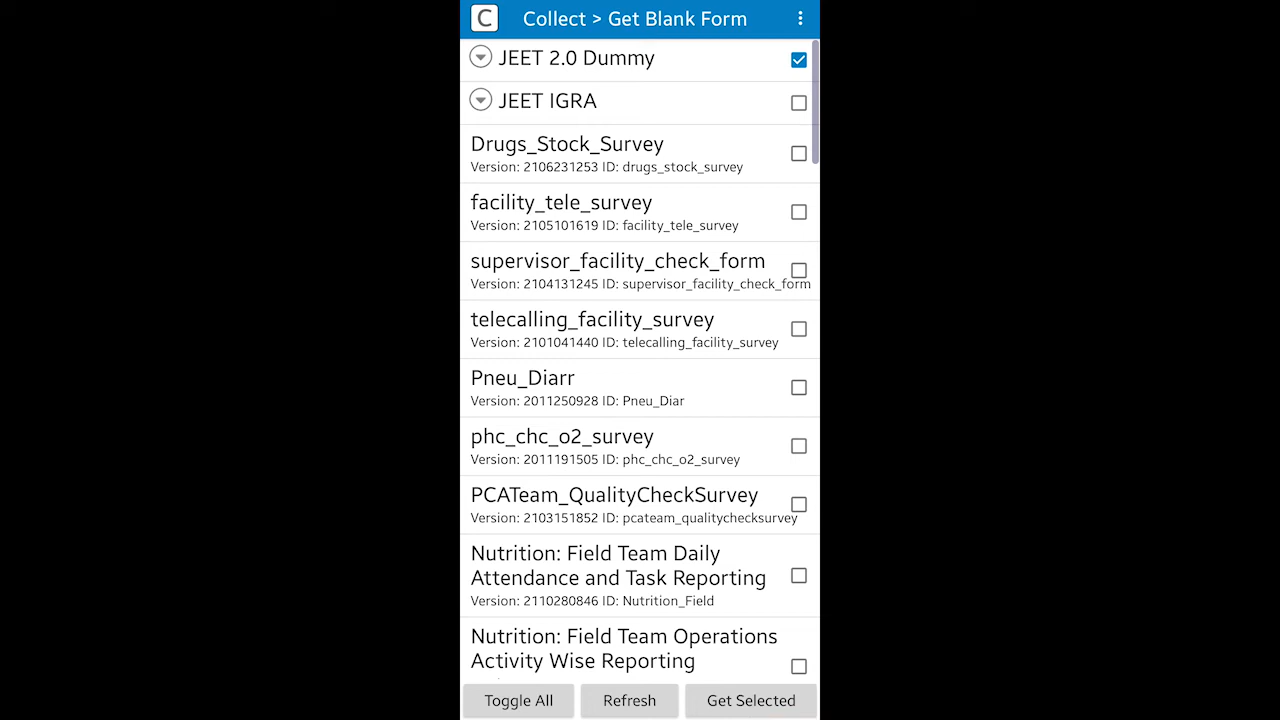 C Collect > Get Blank Form
JEET 2.0 Dummy
JEET IGRA
Drugs_Stock_Survey
Version: 2106231253 ID: drugs_stock_survey
facility_tele_survey
Version: 2105101619 ID: facility_tele_survey
supervisor_facility_check_form
Version: 2104131245 ID: supervisor_facility_check_form
telecalling_facility_survey
Version: 2101041440 ID: telecalling_facility_survey
Pneu_Diarr
Version: 2011250928 ID: Pneu_Diar
phc_chc_o2_survey
Version: 2011191505 ID: phc_chc_o2_survey
PCATeam_QualityCheckSurvey
Version: 2103151852 ID: pcateam_qualitychecksurvey
Nutrition: Field Team Daily
Attendance and Task Reporting
Version: 2110280846 ID: Nutrition_Field
Nutrition: Field Team Operations
Activity Wise Reporting
Toggle All Refresh Get Selected